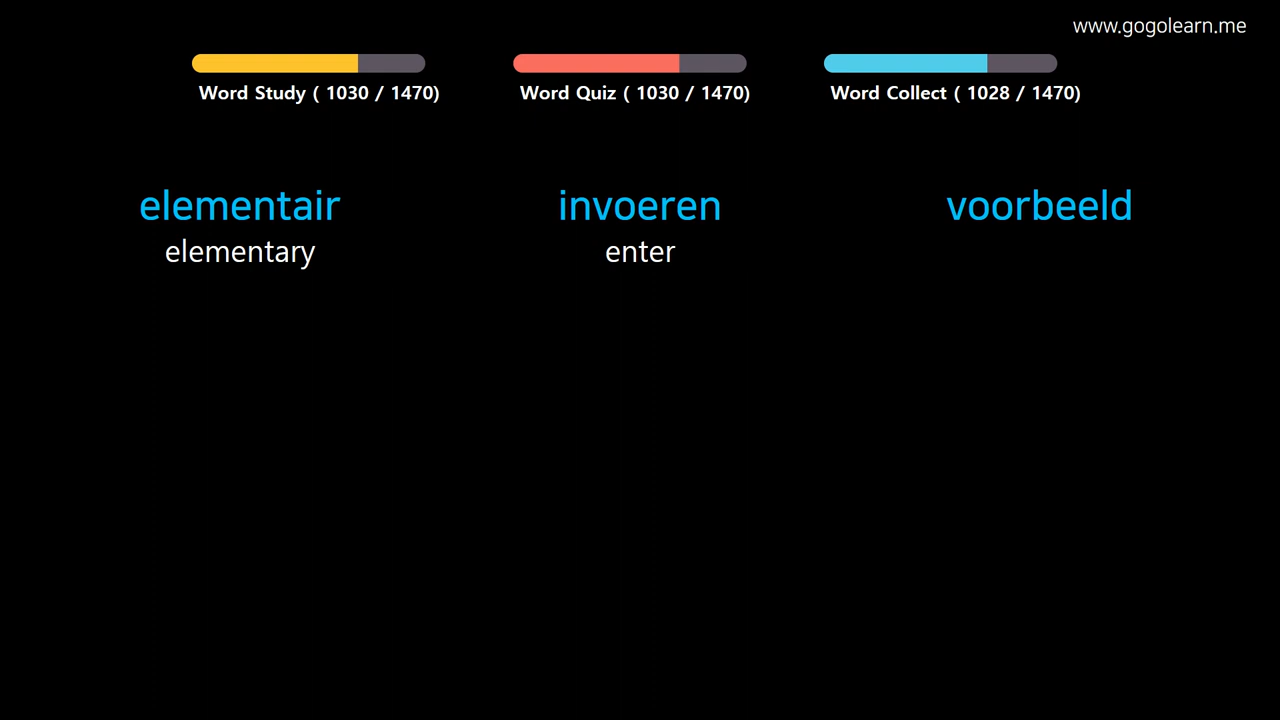 www.gogolearn.me
Word Study ( 1030 / 1470)
Word Quiz ( 1030 / 1470)
Word Collect ( 1028 / 1470)
elementair
elementary
invoeren
enter
voorbeeld